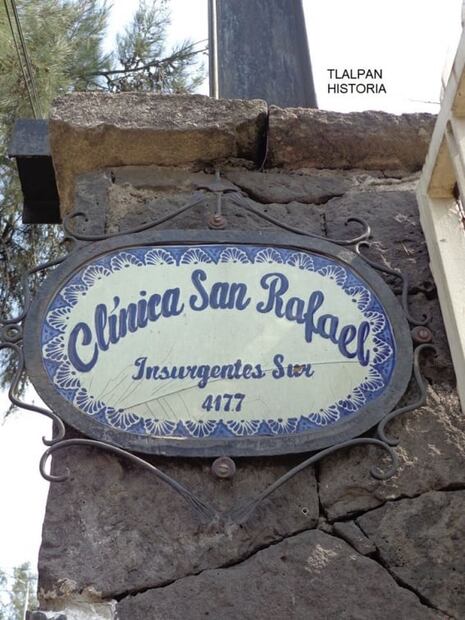 TLALPAN
HISTORIA
Clínica San Rafael
Insurgentes Sur
4177